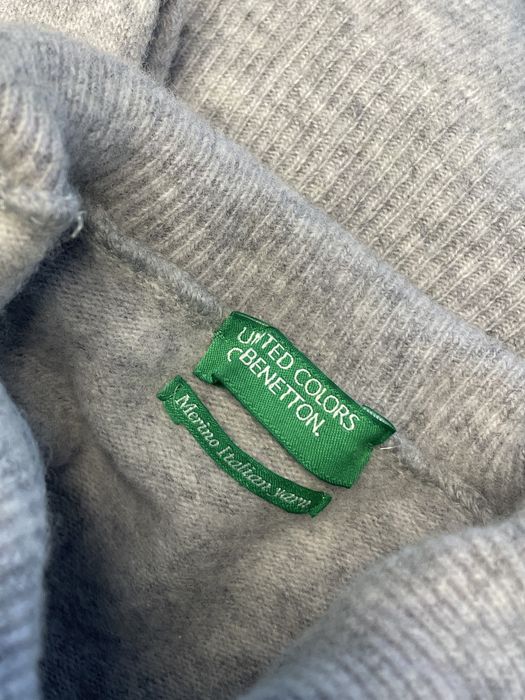 UNITED COLORS
OF BENETTON.
Merino Italian yarn